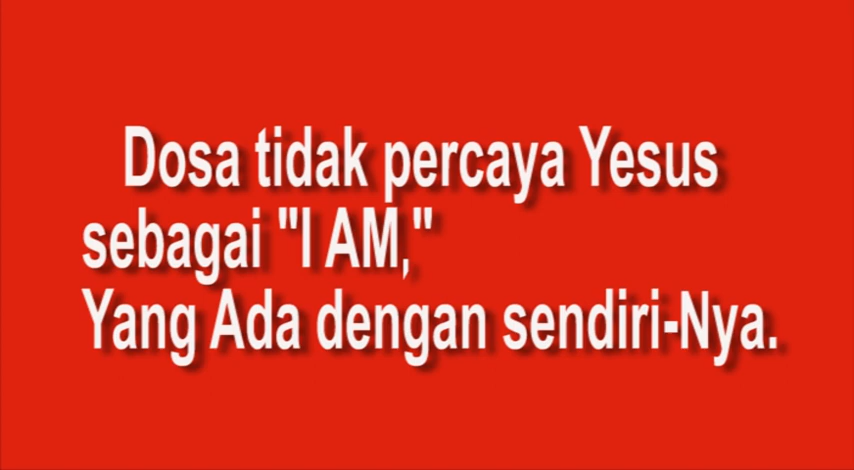 Dosa tidak percaya Yesus
sebagai "I AM,"
Yang Ada dengan sendiri-Nya.